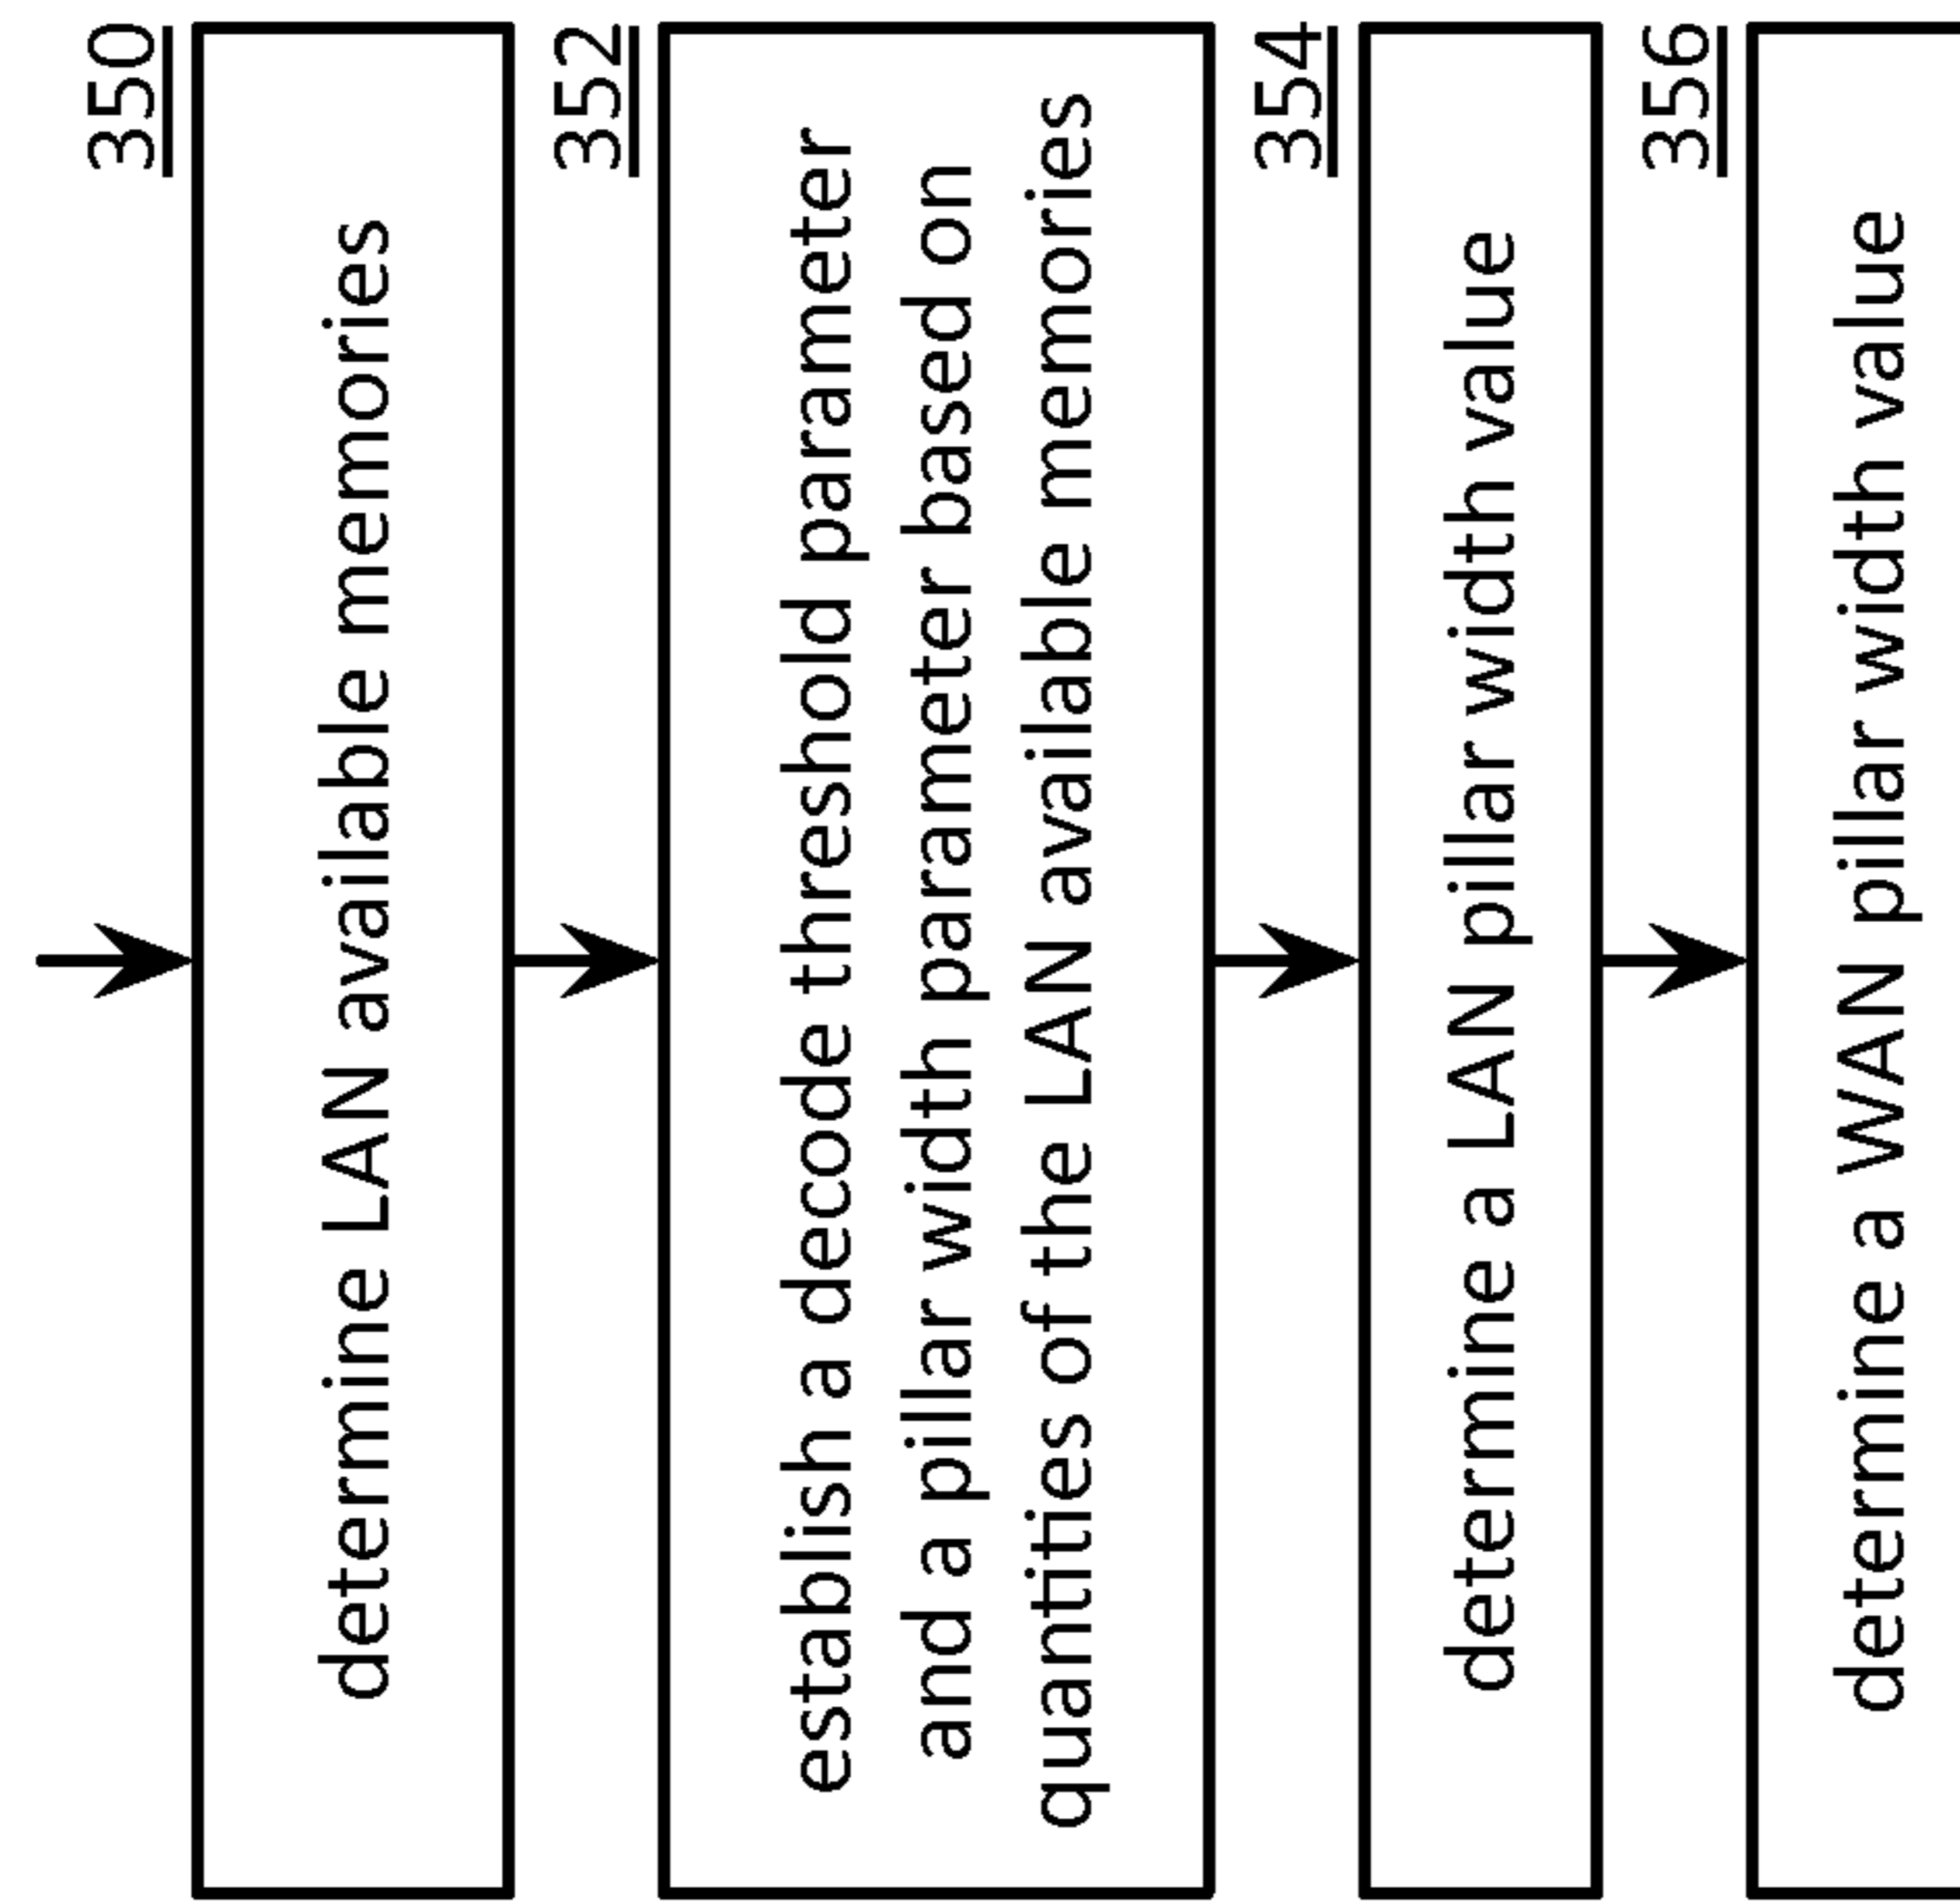 350
determine LAN available memories
352
establish a decode threshold parameter
and a pillar width parameter based on
quantities of the LAN available memories
354
determine a LAN pillar width value
356
determine a WAN pillar width value